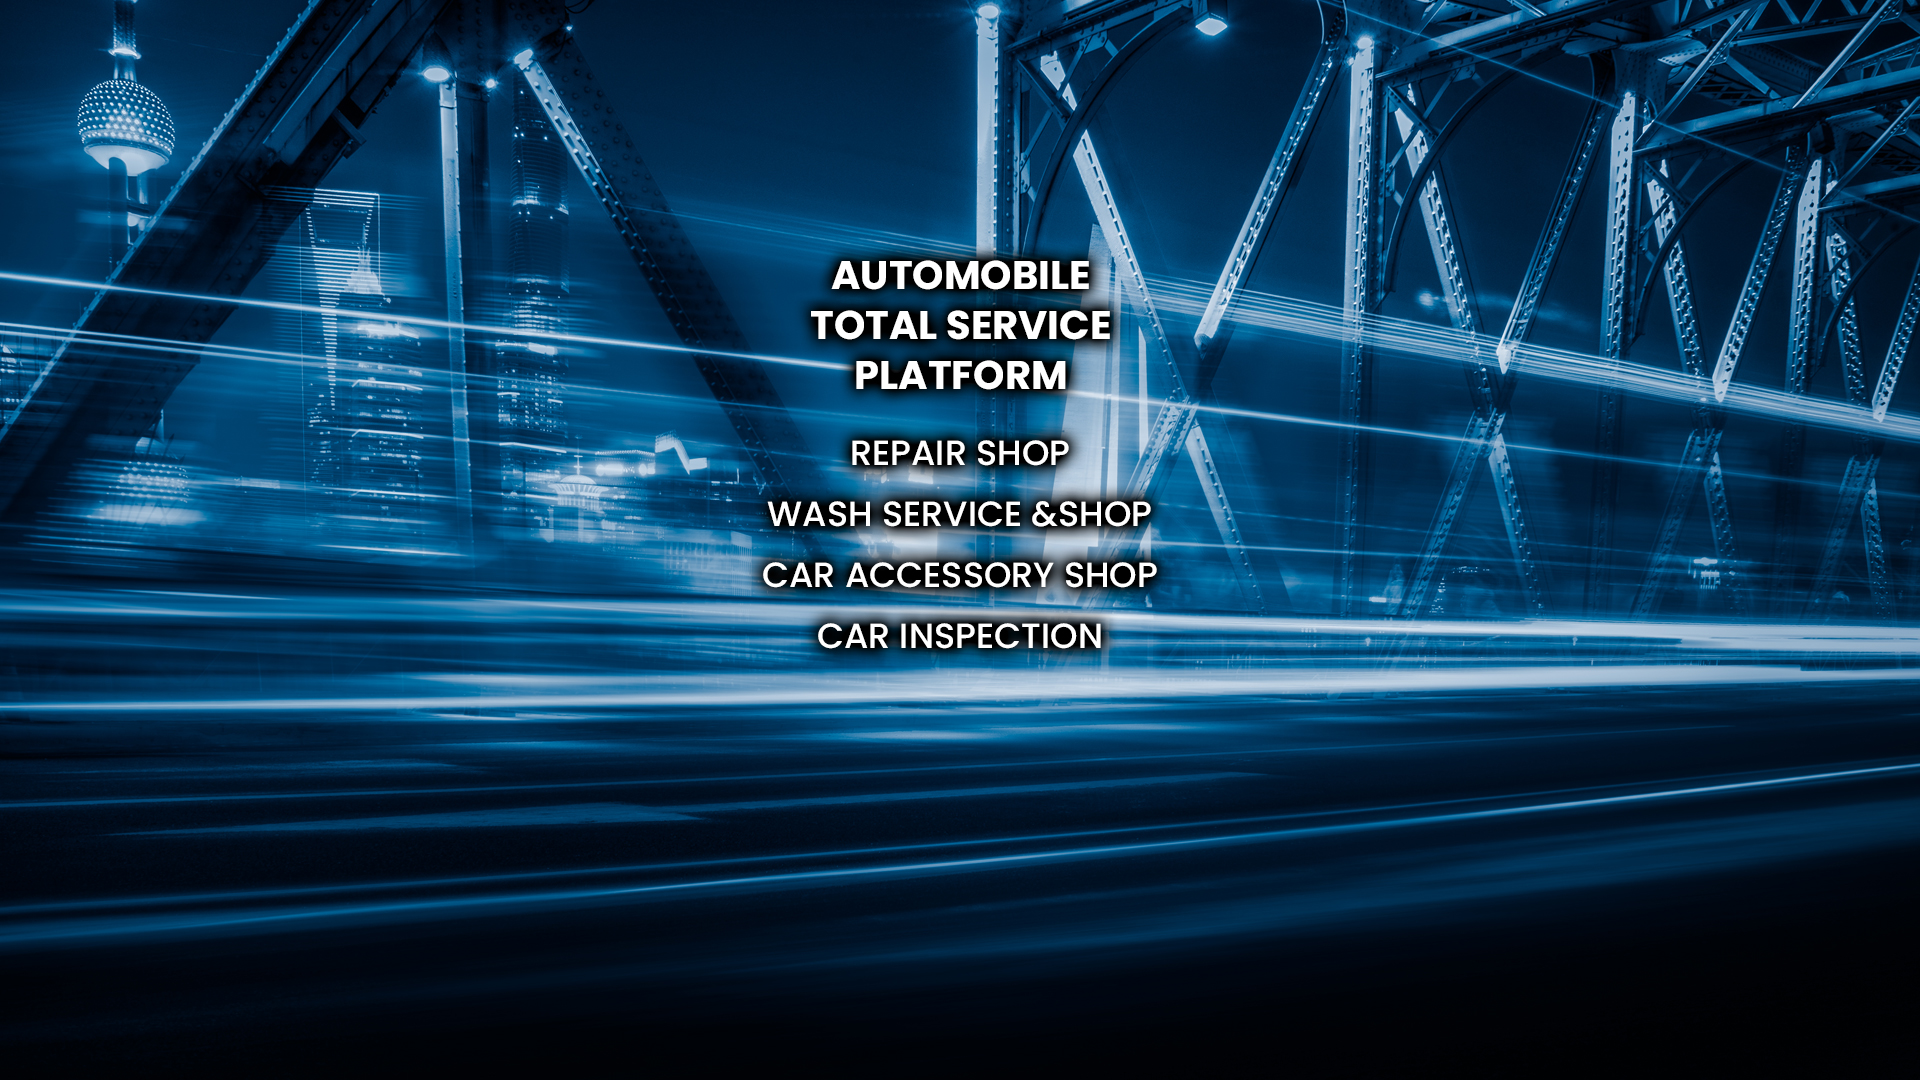 AUTOMOBILE
TOTAL SERVICE
PLATFORM
REPAIR SHOP
WASH SERVICE &SHOP
CAR ACCESSORY SHOP
CAR INSPECTION